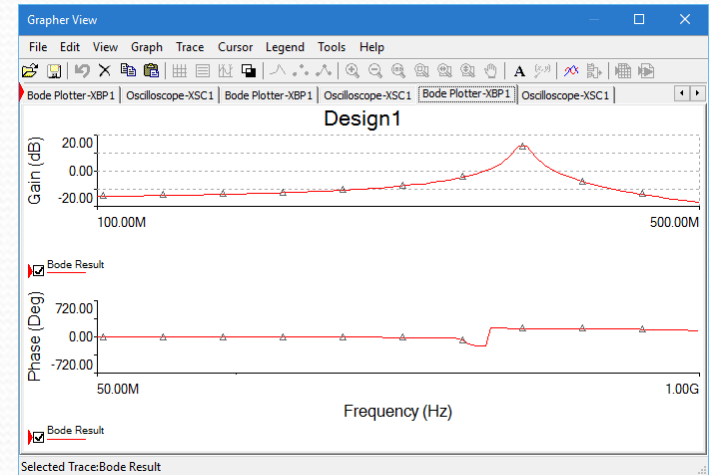 Grapher View
File Edit View Graph Trace Cursor Legend Tools Help
A
Bode Plotter-XBP1 Oscilloscope-XSC1 Bode Plotter-XBP1 Oscilloscope-XSC1 Bode Plotter-XBP1 Oscilloscope-XSC1
Design1
Gain (dB)
20.00
0.00
-20.00
100.00M 500.00M
Bode Result
Phase (Deg)
720.00
0.00
-720.00
50.00M 1.00G
Frequency (Hz)
Bode Result
Selected Trace:Bode Result